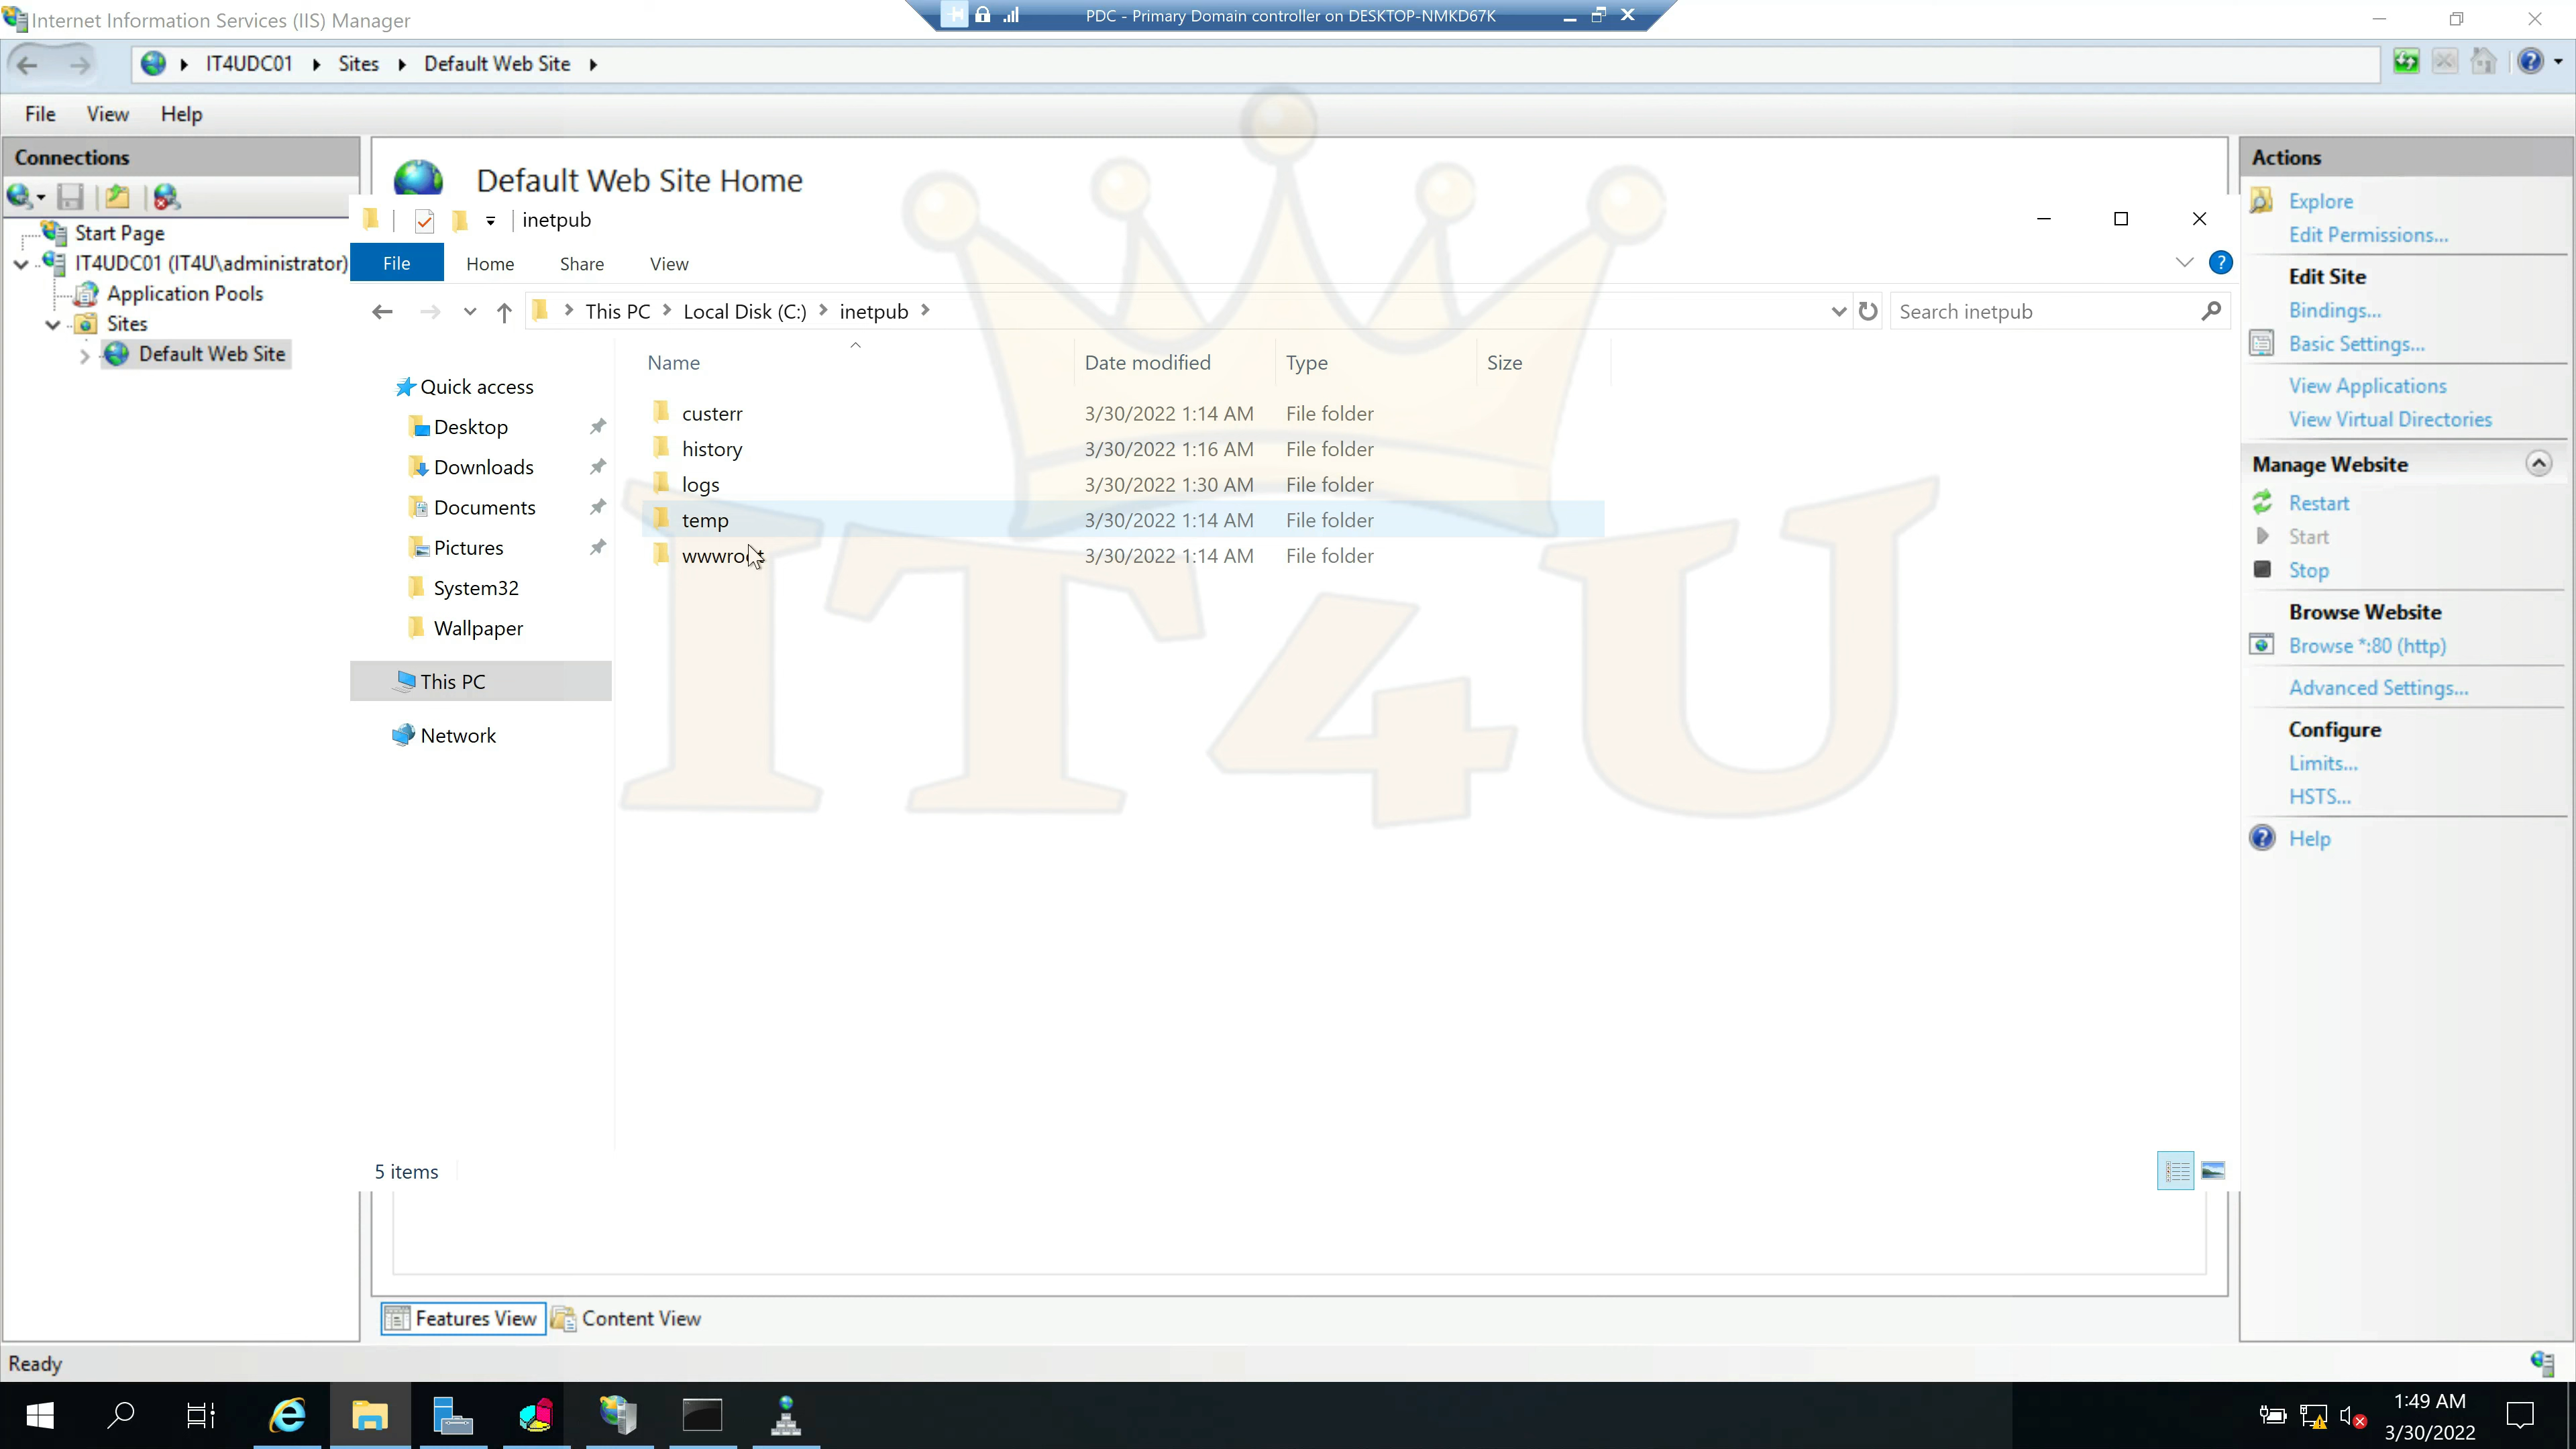 Internet Information Services (IIS) Manager
PDC - Primary Domain controller on DESKTOP-NMKD67K
IT4UDC01 Sites Default Web Site
File View Help
Connections
Start Page
IT4UDC01 (IT4U\administrator)
Application Pools
Sites
Default Web Site
Default Web Site Home
inetpub
File Home Share View
This PC Local Disk (C:) inetpub
Search inetpub
Quick access
Desktop
Downloads
Documents
Pictures
System32
Wallpaper
This PC
Network
Name Date modified Type Size
custerr 3/30/2022 1:14 AM File folder
history 3/30/2022 1:16 AM File folder
logs 3/30/2022 1:30 AM File folder
temp 3/30/2022 1:14 AM File folder
wwwroot 3/30/2022 1:14 AM File folder
IT4U
5 items
Features View Content View
Actions
Explore
Edit Permissions...
Edit Site
Bindings...
Basic Settings...
View Applications
View Virtual Directories
Manage Website
Restart
Start
Stop
Browse Website
Browse *:80 (http)
Advanced Settings...
Configure
Limits...
HSTS...
Help
Ready
1:49 AM
3/30/2022